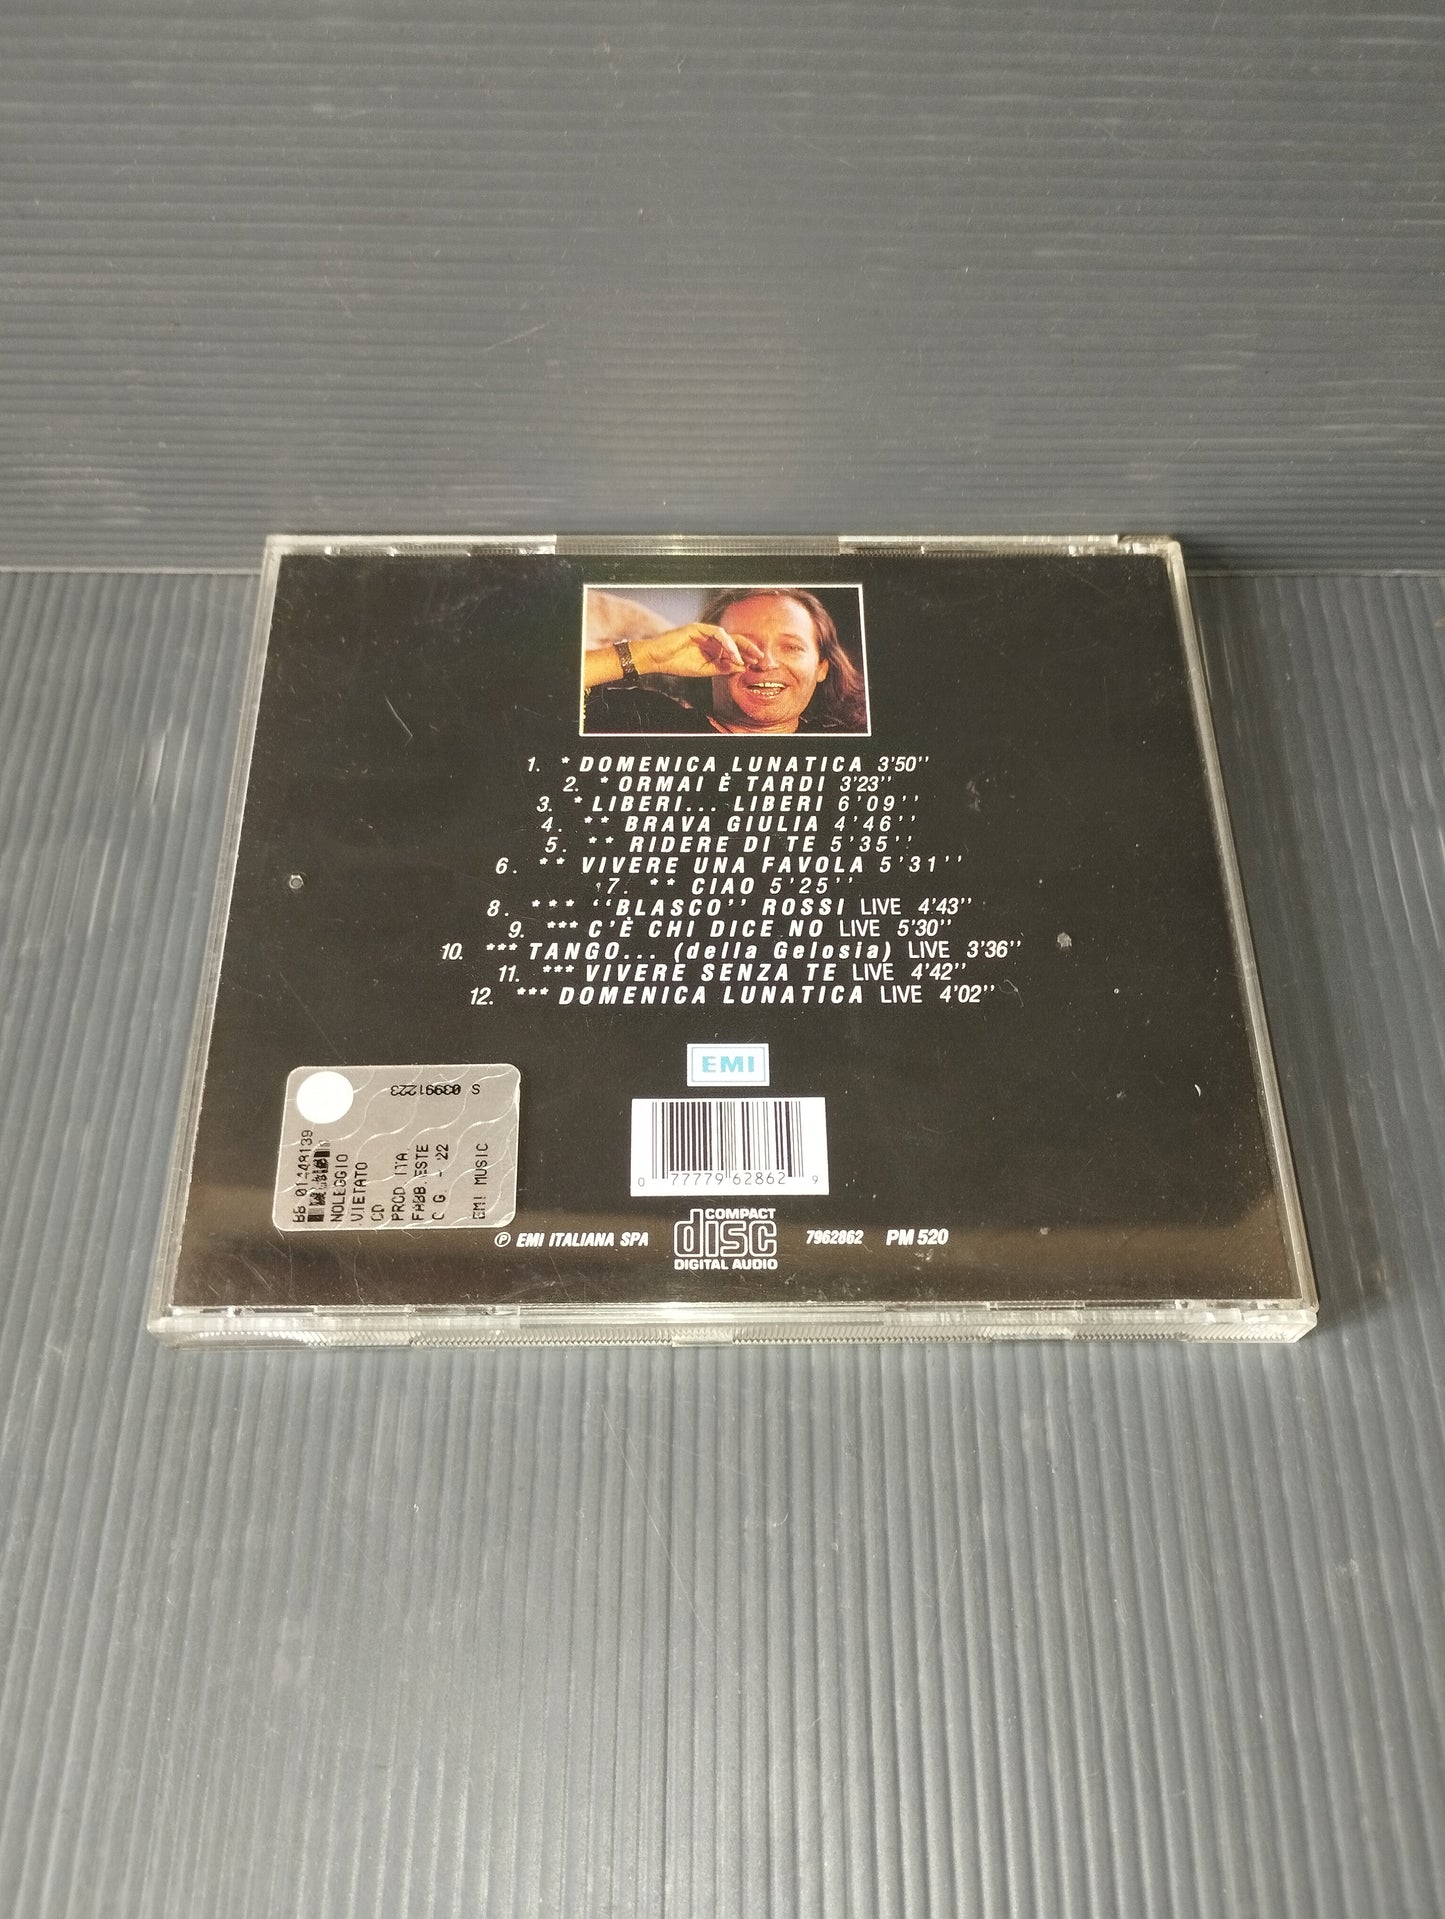 1. * DOMENICA LUNATICA 3'50''
2. * ORMAI È TARDI 3'23''
3. * LIBERI... LIBERI 6'09''
4. ** BRAVA GIULIA 4'46''
5. ** RIDERE DI TE 5'35''
6. ** VIVERE UNA FAVOLA 5'31''
7. ** CIAO 5'25''
8. *** ''BLASCO'' ROSSI LIVE 4'43''
9. *** C'È CHI DICE NO LIVE 5'30''
10. *** TANGO... (della Gelosia) LIVE 3'36''
11. *** VIVERE SENZA TE LIVE 4'42''
12. *** DOMENICA LUNATICA LIVE 4'02''
EMI
0 77779 62862 9
S 03991223
BB 01448139
NOLEGGIO
VIETATO
CD
PROD ITA.
FABB.ESTE
C G. - 22
EMI MUSIC
℗ EMI ITALIANA SPA
COMPACT
disc
DIGITAL AUDIO
7962862 PM 520